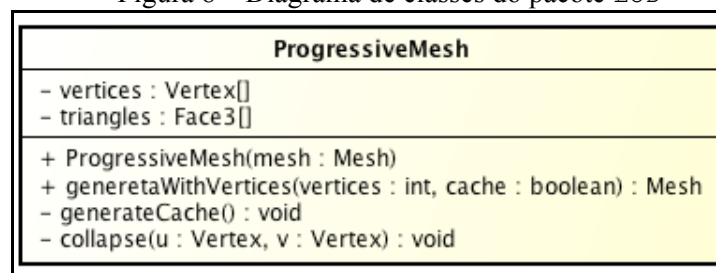 Figura 6 – Diagrama de classes do pacote LOD
ProgressiveMesh
– vertices : Vertex[]
– triangles : Face3[]
+ ProgressiveMesh(mesh : Mesh)
+ generetaWithVertices(vertices : int, cache : boolean) : Mesh
– generateCache() : void
– collapse(u : Vertex, v : Vertex) : void